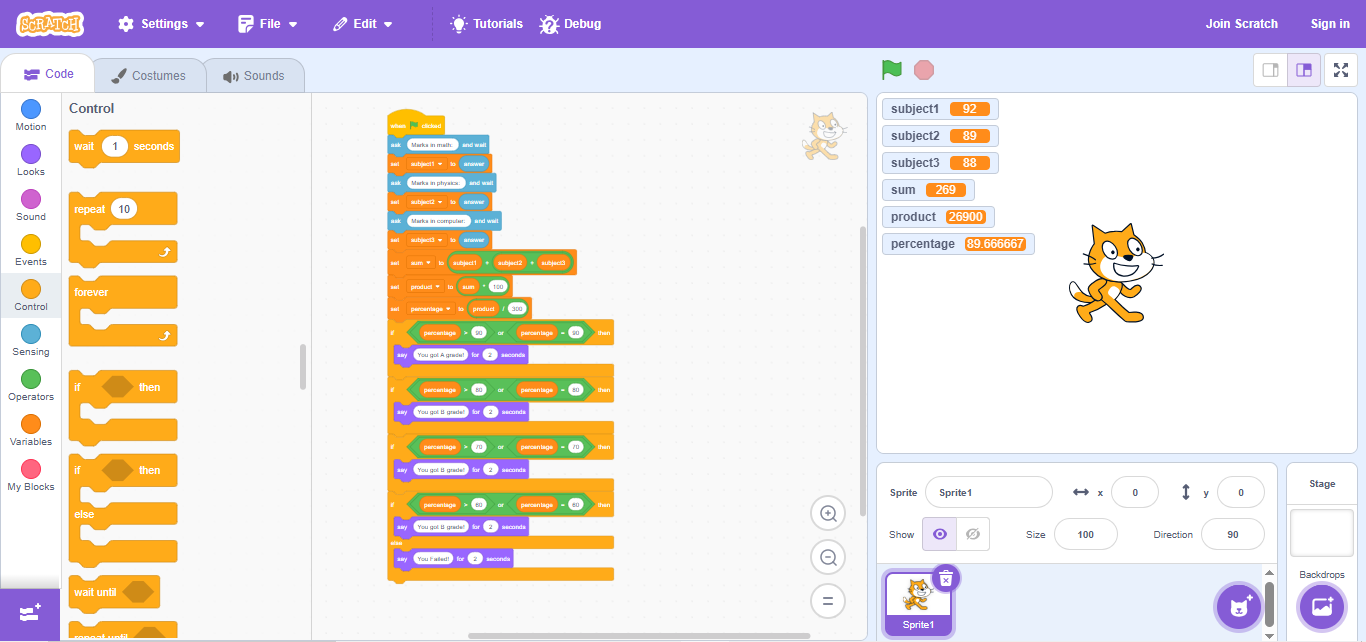 SCRATCH Settings File Edit Tutorials Debug Join Scratch Sign in
Code Costumes Sounds
Motion
Looks
Sound
Events
Control
Sensing
Operators
Variables
My Blocks
Control
wait 1 seconds
repeat 10
forever
if then
if then
else
wait until
repeat until
when clicked
ask Marks in math: and wait
set subject1 to answer
ask Marks in physics: and wait
set subject2 to answer
ask Marks in computer: and wait
set subject3 to answer
set sum to subject1 + subject2 + subject3
set product to sum * 100
set percentage to product / 300
if percentage > 90 or percentage = 90 then
say You got A grade! for 2 seconds
if percentage > 80 or percentage = 80 then
say You got B grade! for 2 seconds
if percentage > 70 or percentage = 70 then
say You got B grade! for 2 seconds
if percentage > 60 or percentage = 60 then
say You got B grade! for 2 seconds
else
say You Failed! for 2 seconds
subject1 92
subject2 89
subject3 88
sum 269
product 26900
percentage 89.666667
Sprite Sprite1 x 0 y 0
Show Size 100 Direction 90
Sprite1
Stage
Backdrops